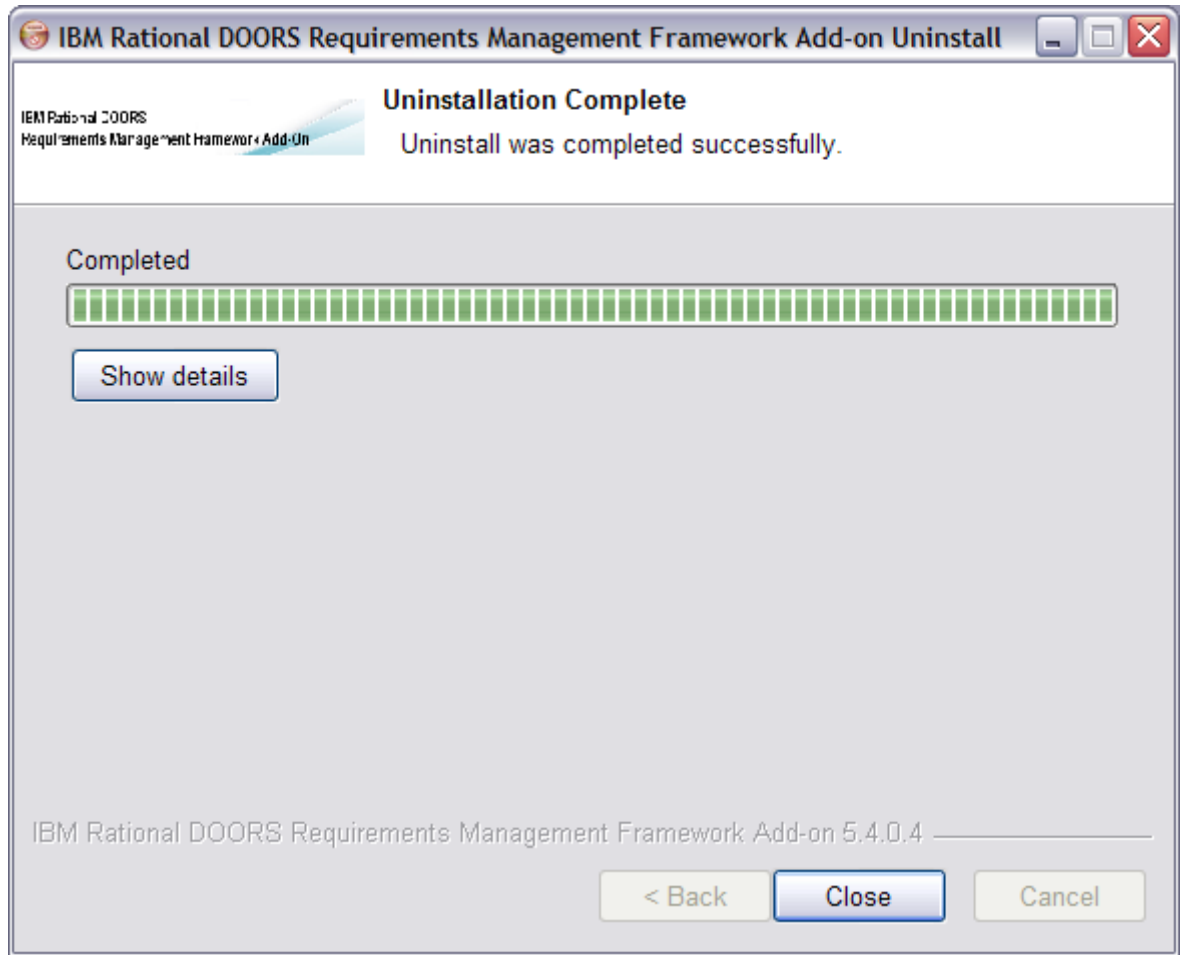 IBM Rational DOORS Requirements Management Framework Add-on Uninstall
IBM Rational DOORS
Requirements Management Framework Add-On
Uninstallation Complete
Uninstall was completed successfully.
Completed
Show details
IBM Rational DOORS Requirements Management Framework Add-on 5.4.0.4
< Back
Close
Cancel